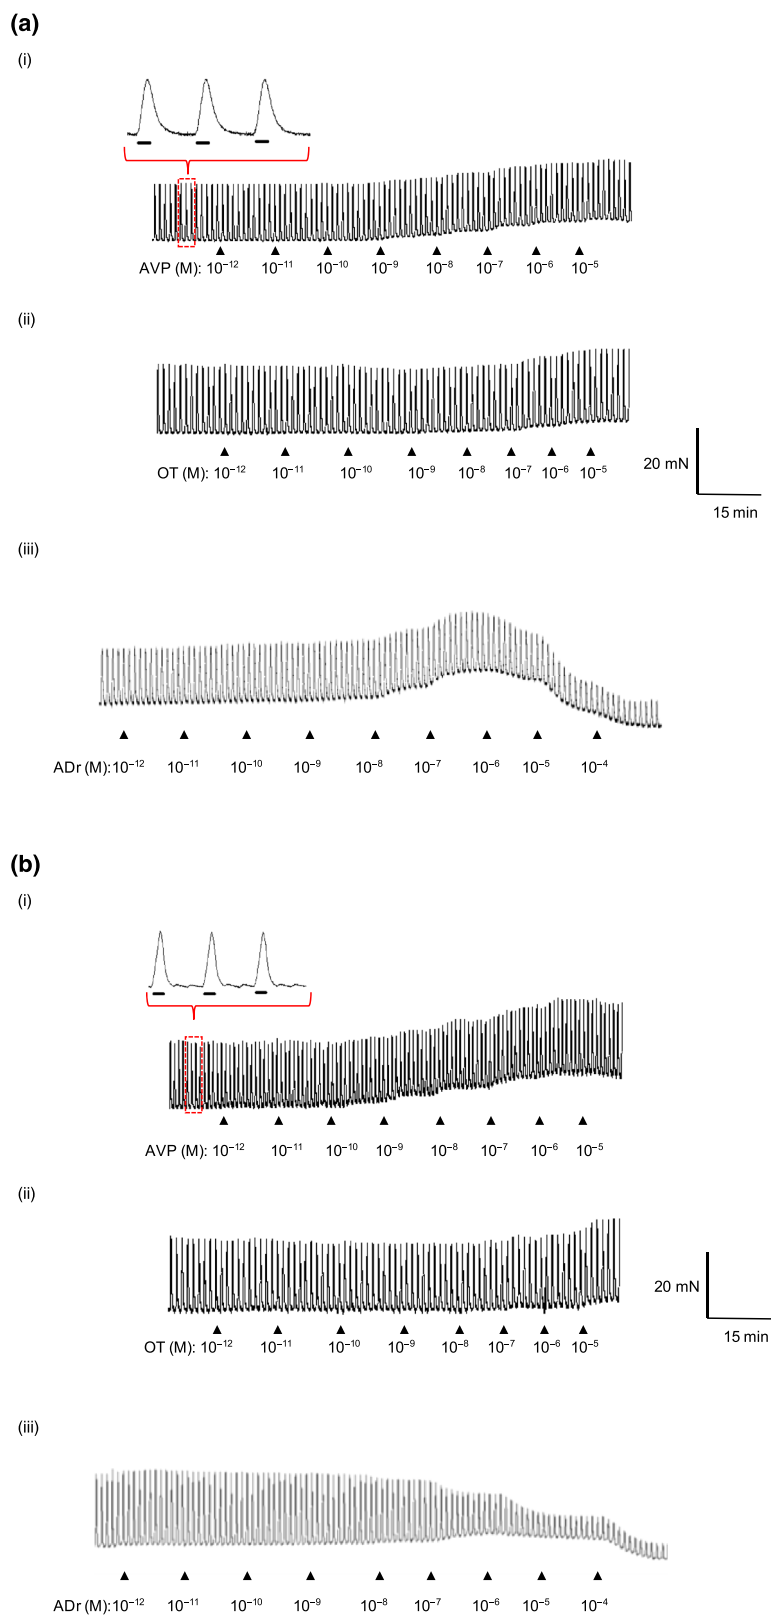 (a)
(i)
AVP (M): 10⁻¹² 10⁻¹¹ 10⁻¹⁰ 10⁻⁹ 10⁻⁸ 10⁻⁷ 10⁻⁶ 10⁻⁵
(ii)
20 mN
OT (M): 10⁻¹² 10⁻¹¹ 10⁻¹⁰ 10⁻⁹ 10⁻⁸ 10⁻⁷ 10⁻⁶ 10⁻⁵
15 min
(iii)
ADr (M):10⁻¹² 10⁻¹¹ 10⁻¹⁰ 10⁻⁹ 10⁻⁸ 10⁻⁷ 10⁻⁶ 10⁻⁵ 10⁻⁴
(b)
(i)
AVP (M): 10⁻¹² 10⁻¹¹ 10⁻¹⁰ 10⁻⁹ 10⁻⁸ 10⁻⁷ 10⁻⁶ 10⁻⁵
(ii)
20 mN
15 min
OT (M): 10⁻¹² 10⁻¹¹ 10⁻¹⁰ 10⁻⁹ 10⁻⁸ 10⁻⁷ 10⁻⁶ 10⁻⁵
(iii)
ADr (M):10⁻¹² 10⁻¹¹ 10⁻¹⁰ 10⁻⁹ 10⁻⁸ 10⁻⁷ 10⁻⁶ 10⁻⁵ 10⁻⁴